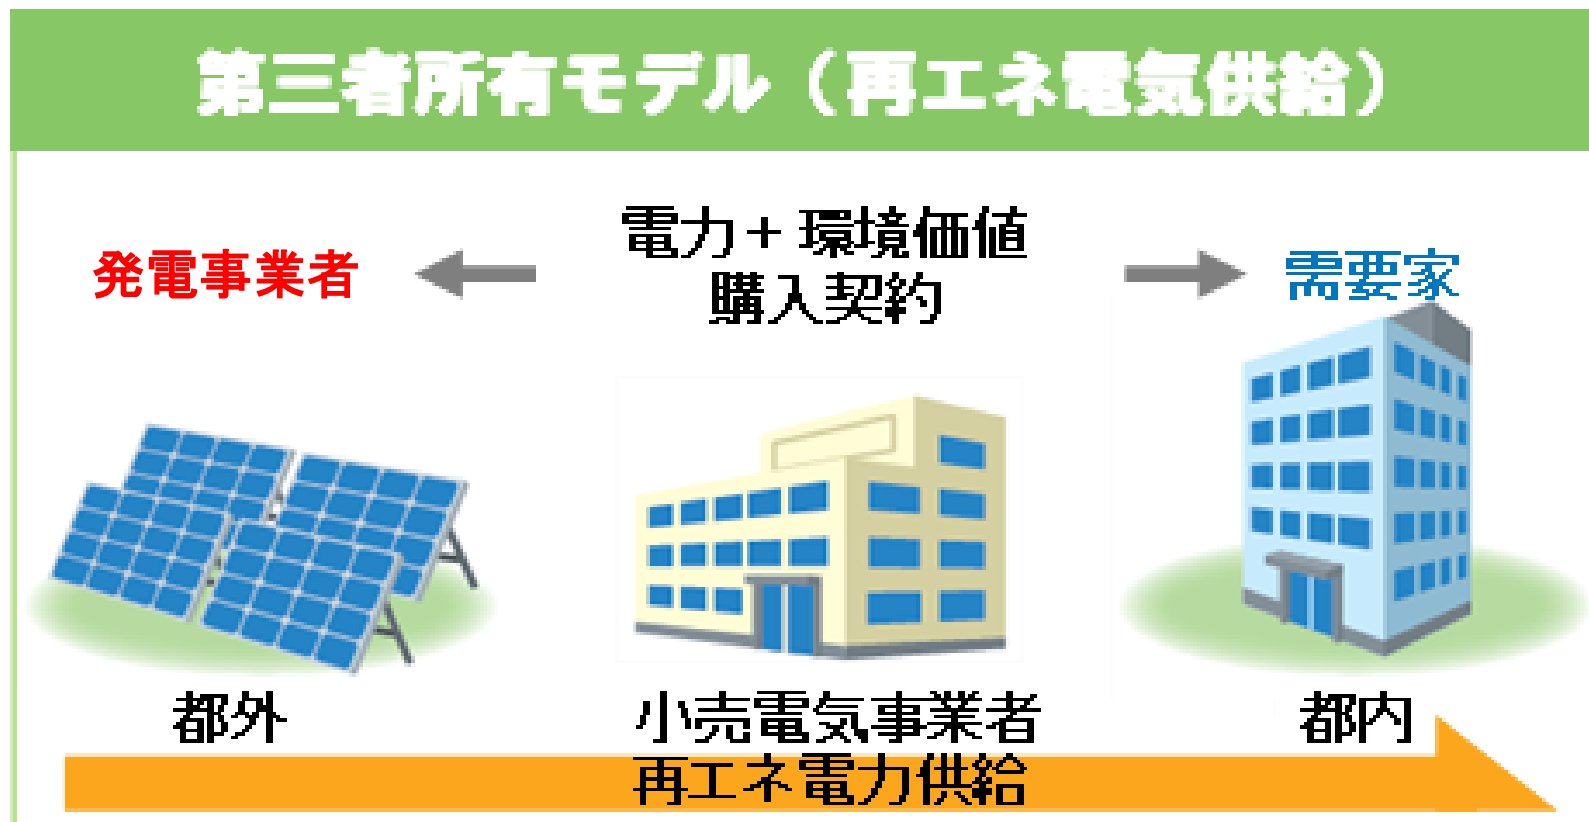 第三者所有モデル（再エネ電気供給）
電力＋環境価値
購入契約
発電事業者
需要家
都外
小売電気事業者
都内
再エネ電力供給